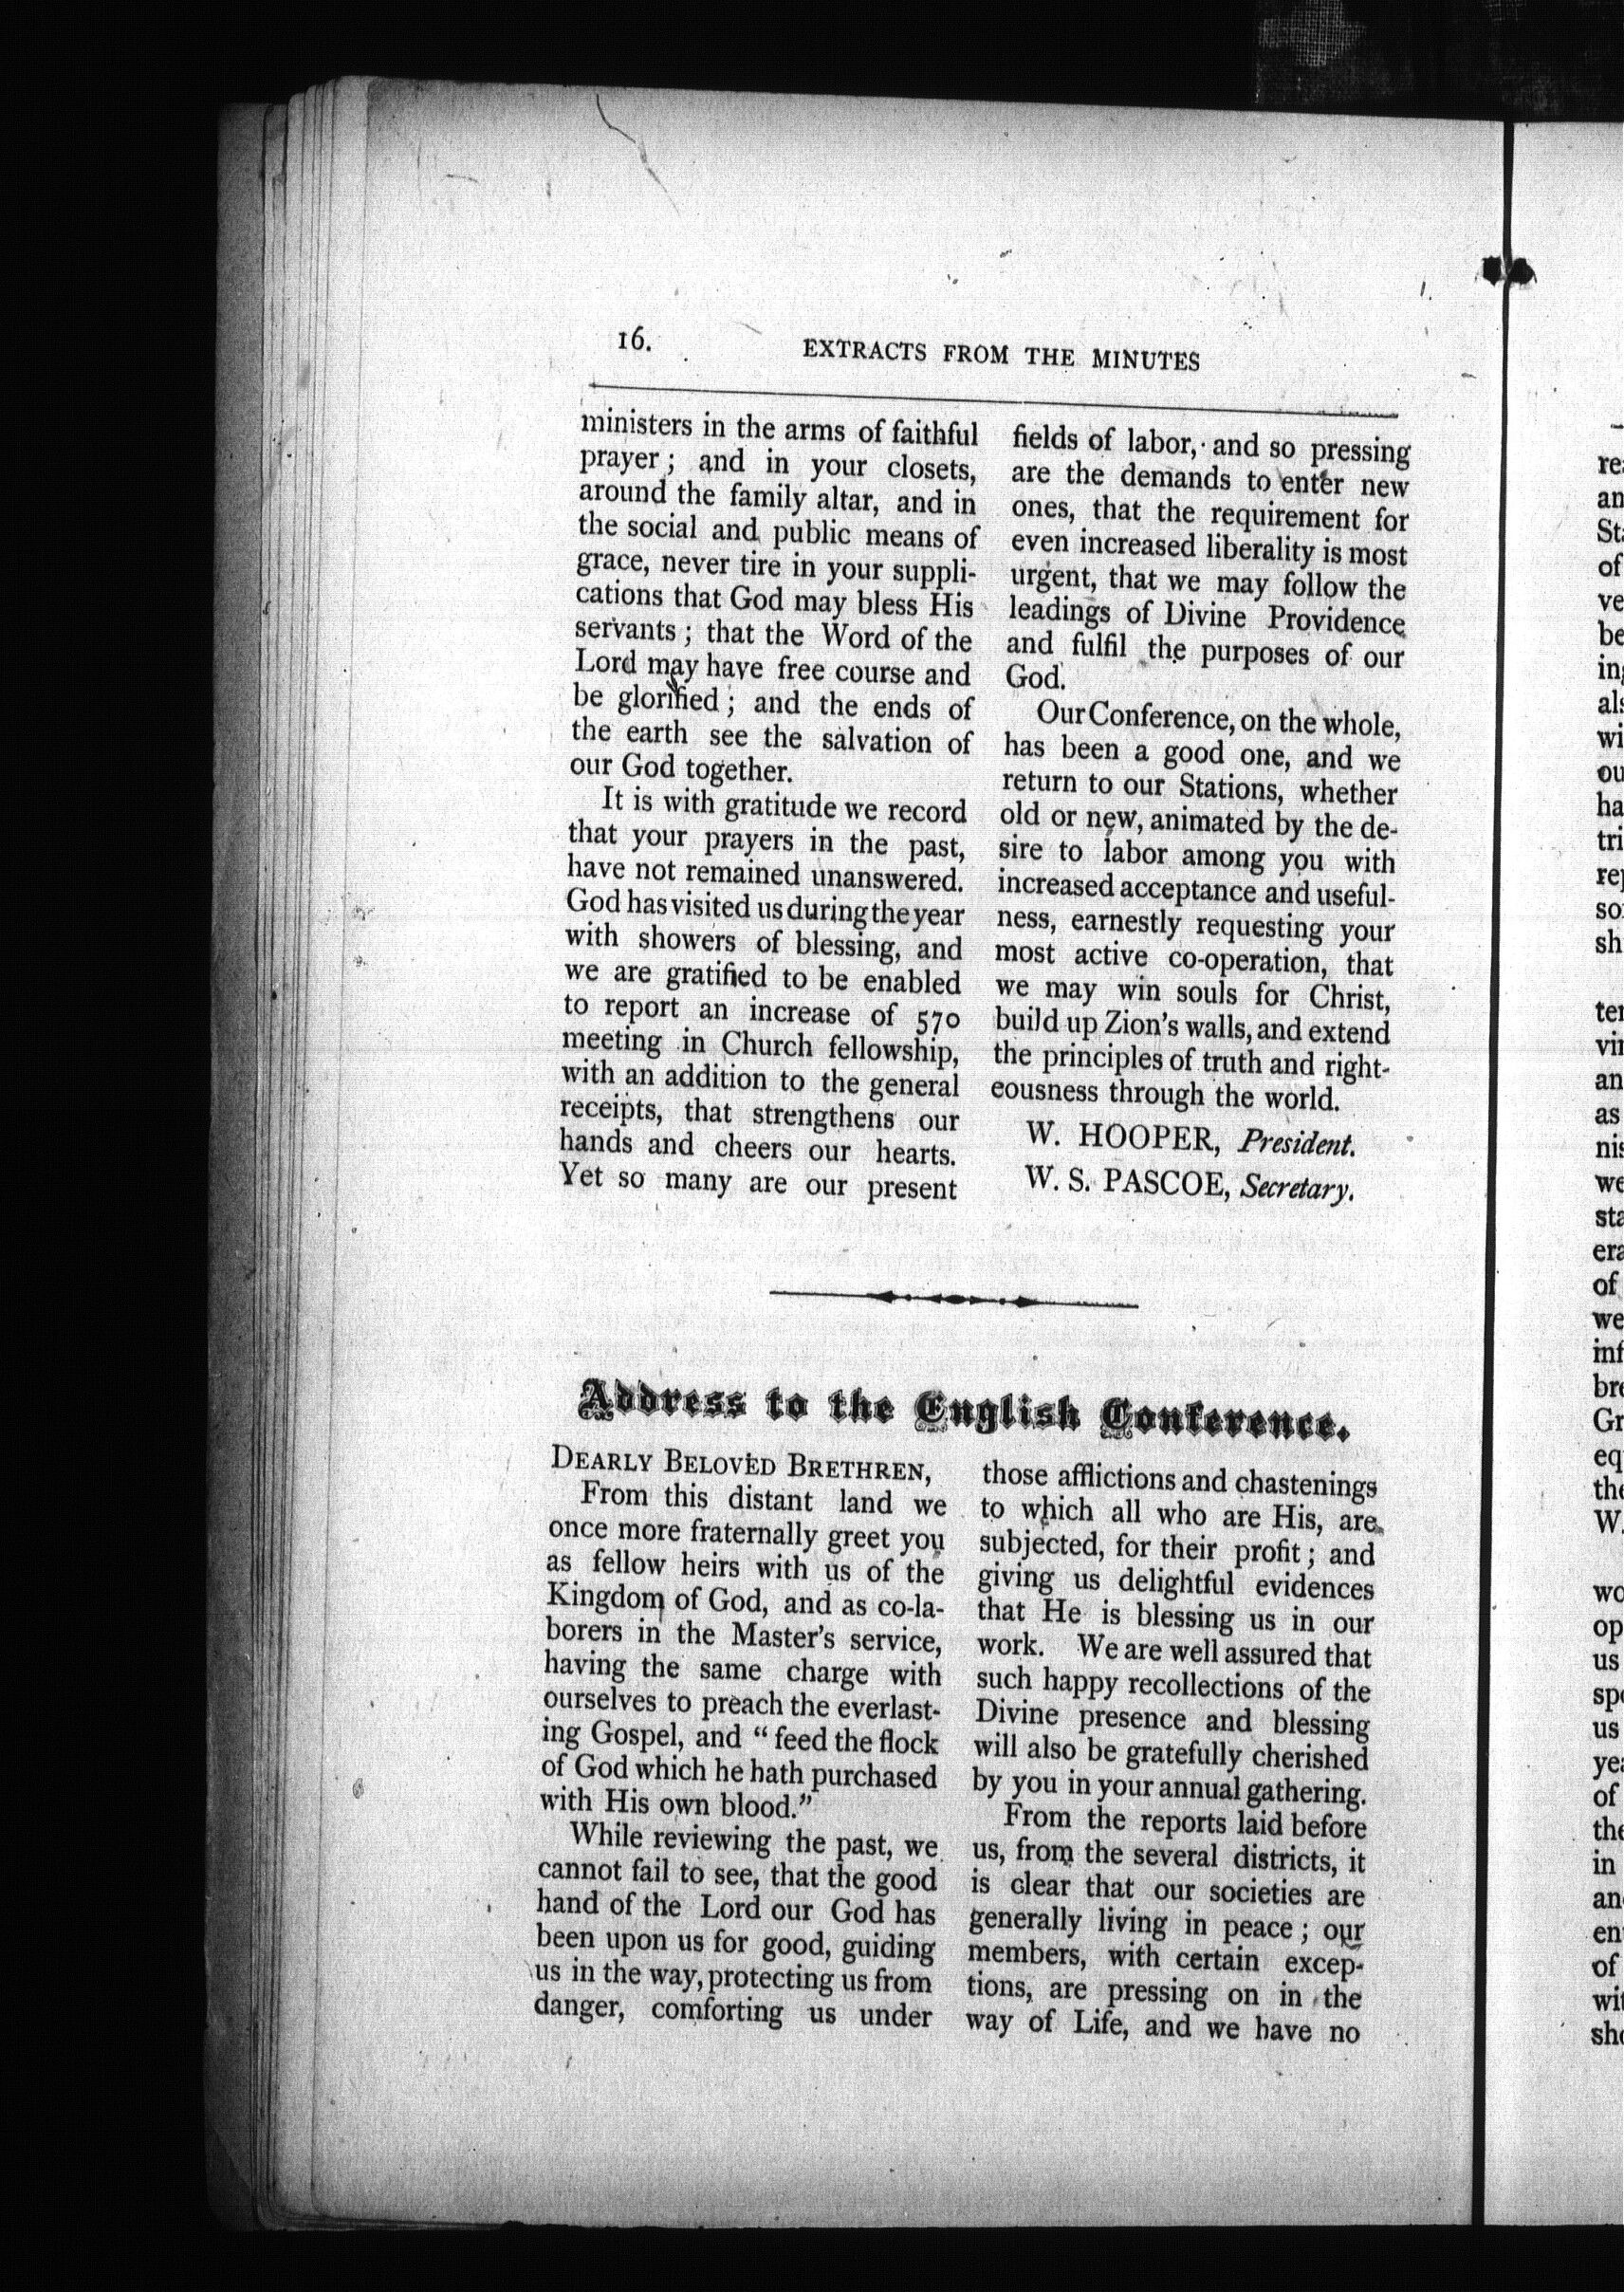 16.
EXTRACTS FROM THE MINUTES
ministers in the arms of faithful
prayer; and in your closets,
around the family altar, and in
the social and public means of
grace, never tire in your suppli-
cations that God may bless His
servants; that the Word of the
Lord may have free course and
be glorified; and the ends of
the earth see the salvation of
our God together.
It is with gratitude we record
that your prayers in the past,
have not remained unanswered.
God has visited us during the year
with showers of blessing, and
we are gratified to be enabled
to report an increase of 570
meeting in Church fellowship,
with an addition to the general
receipts, that strengthens our
hands and cheers our hearts.
Yet so many are our present
fields of labor, and so pressing
are the demands to enter new
ones, that the requirement for
even increased liberality is most
urgent, that we may follow the
leadings of Divine Providence
and fulfil the purposes of our
God.
Our Conference, on the whole,
has been a good one, and we
return to our Stations, whether
old or new, animated by the de-
sire to labor among you with
increased acceptance and useful-
ness, earnestly requesting your
most active co-operation, that
we may win souls for Christ,
build up Zion's walls, and extend
the principles of truth and right-
eousness through the world.
W. HOOPER, President.
W. S. PASCOE, Secretary.
Address to the English Conference.
DEARLY BELOVED BRETHREN,
From this distant land we
once more fraternally greet you
as fellow heirs with us of the
Kingdom of God, and as co-la-
borers in the Master's service,
having the same charge with
ourselves to preach the everlast-
ing Gospel, and "feed the flock
of God which he hath purchased
with His own blood."
While reviewing the past, we
cannot fail to see, that the good
hand of the Lord our God has
been upon us for good, guiding
us in the way, protecting us from
danger, comforting us under
those afflictions and chastenings
to which all who are His, are
subjected, for their profit; and
giving us delightful evidences
that He is blessing us in our
work. We are well assured that
such happy recollections of the
Divine presence and blessing
will also be gratefully cherished
by you in your annual gathering.
From the reports laid before
us, from the several districts, it
is clear that our societies are
generally living in peace; our
members, with certain excep-
tions, are pressing on in the
way of Life, and we have no